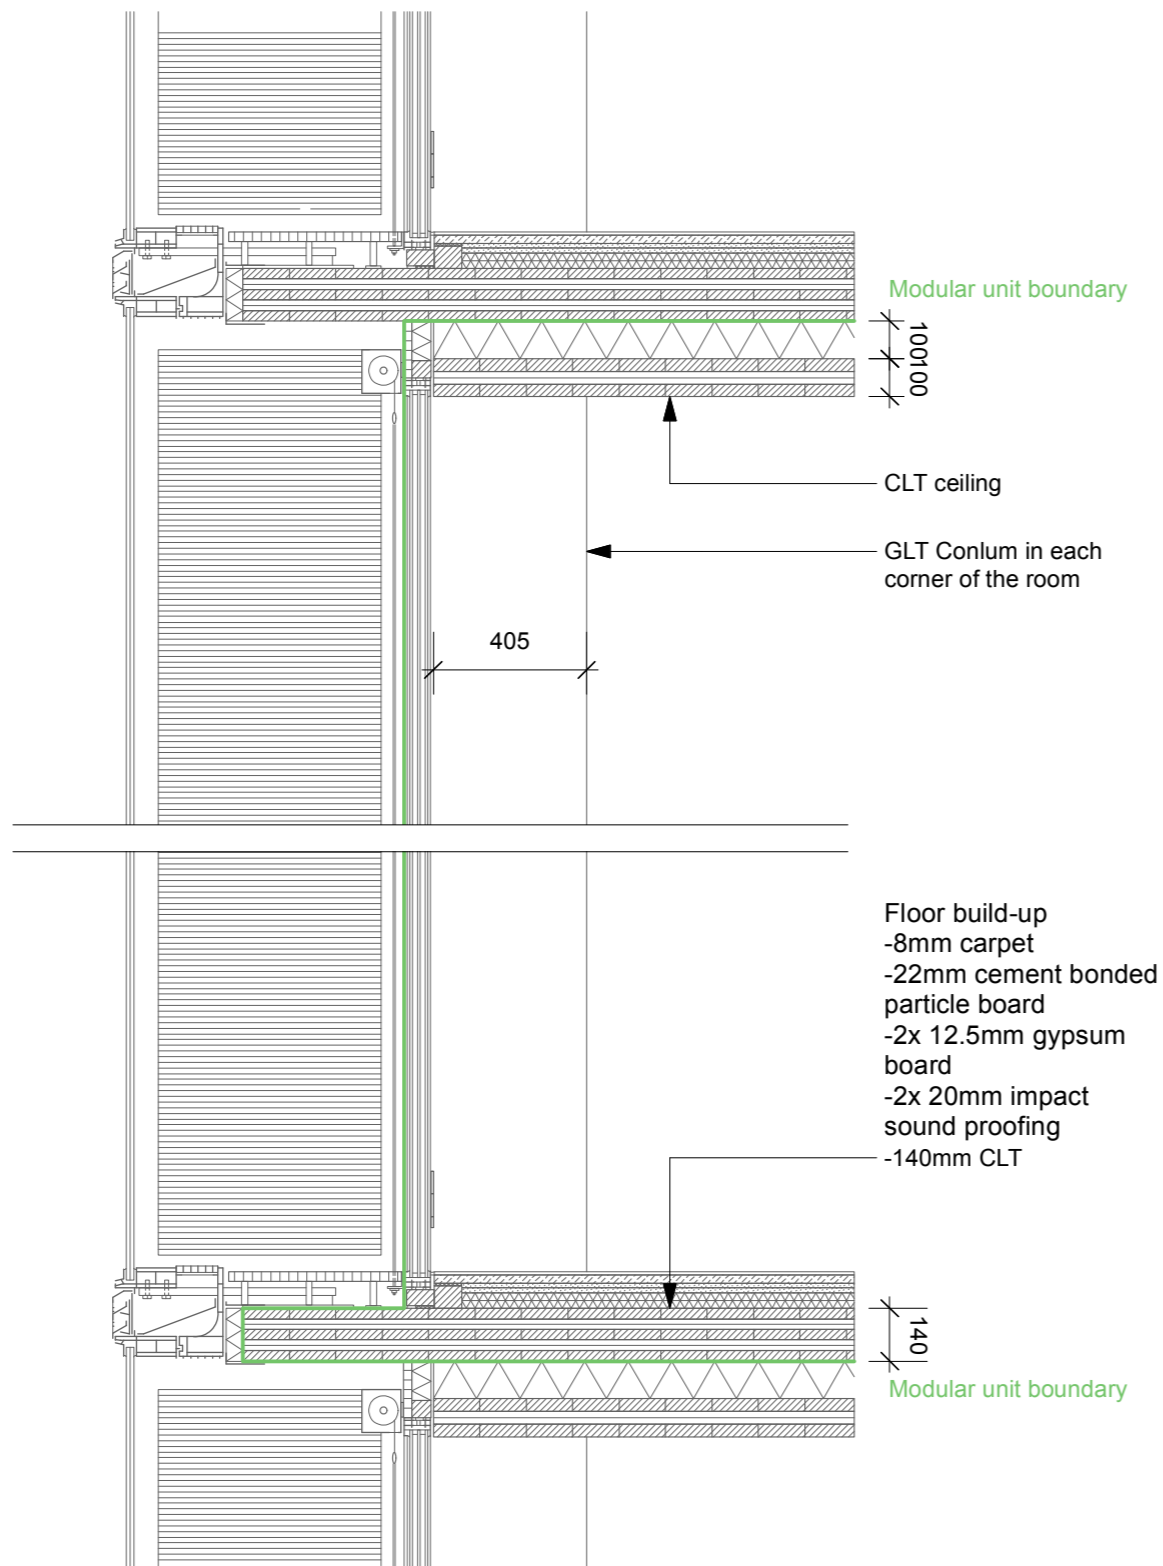 Modular unit boundary
100
100
CLT ceiling
GLT Conlum in each
corner of the room
405
Floor build-up
-8mm carpet
-22mm cement bonded
particle board
-2x 12.5mm gypsum
board
-2x 20mm impact
sound proofing
-140mm CLT
140
Modular unit boundary